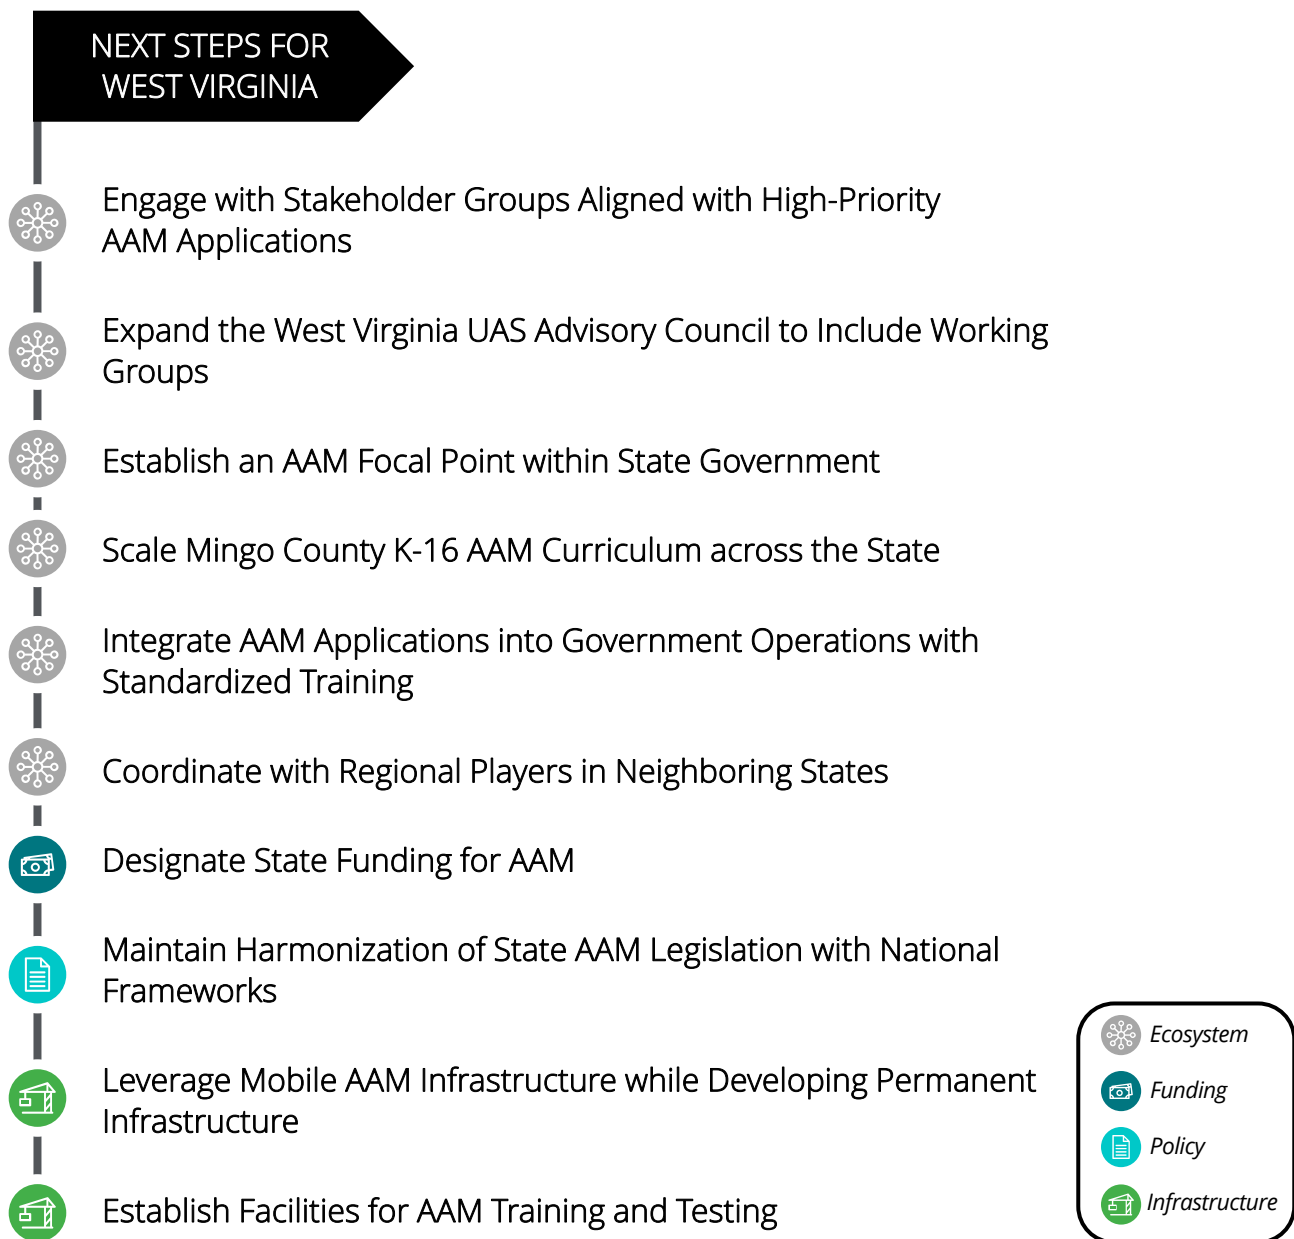 NEXT STEPS FOR
WEST VIRGINIA
Engage with Stakeholder Groups Aligned with High-Priority
AAM Applications
Expand the West Virginia UAS Advisory Council to Include Working
Groups
Establish an AAM Focal Point within State Government
Scale Mingo County K-16 AAM Curriculum across the State
Integrate AAM Applications into Government Operations with
Standardized Training
Coordinate with Regional Players in Neighboring States
Designate State Funding for AAM
Maintain Harmonization of State AAM Legislation with National
Frameworks
Leverage Mobile AAM Infrastructure while Developing Permanent
Infrastructure
Establish Facilities for AAM Training and Testing
Ecosystem
Funding
Policy
Infrastructure